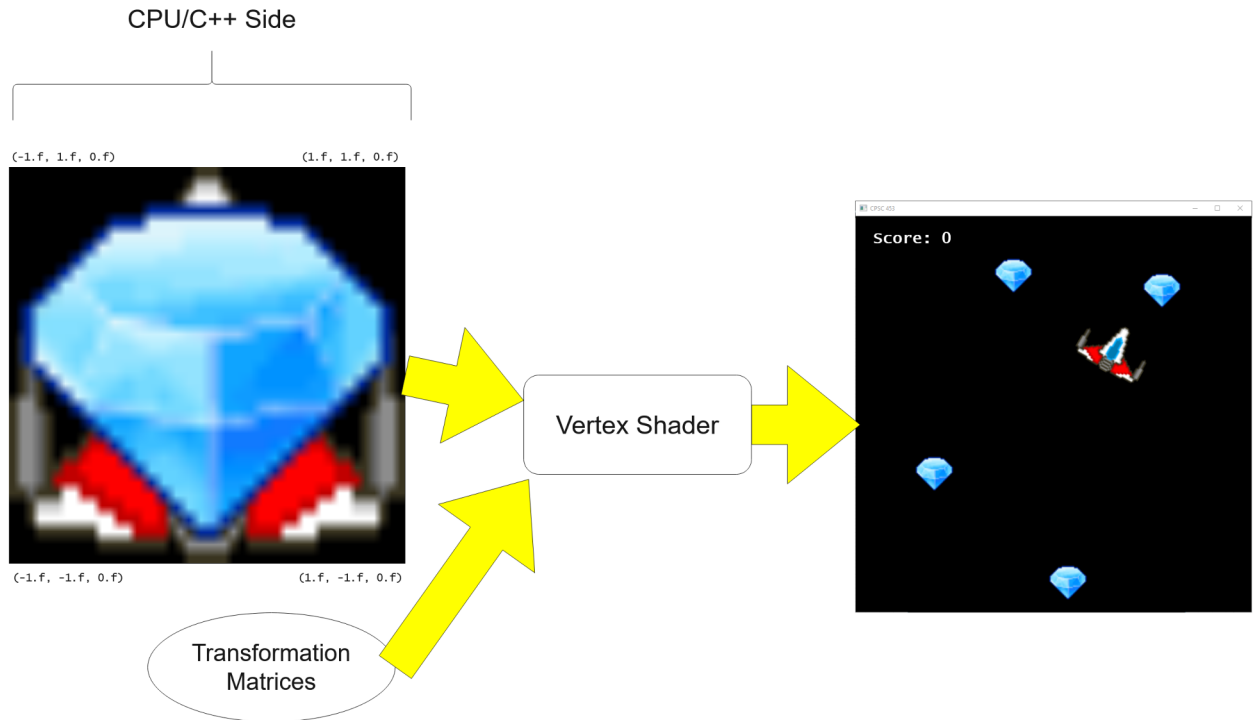 CPU/C++ Side
(-1.f, 1.f, 0.f)
(1.f, 1.f, 0.f)
CPSC 453
Score: 0
Vertex Shader
(-1.f, -1.f, 0.f)
(1.f, -1.f, 0.f)
Transformation
Matrices